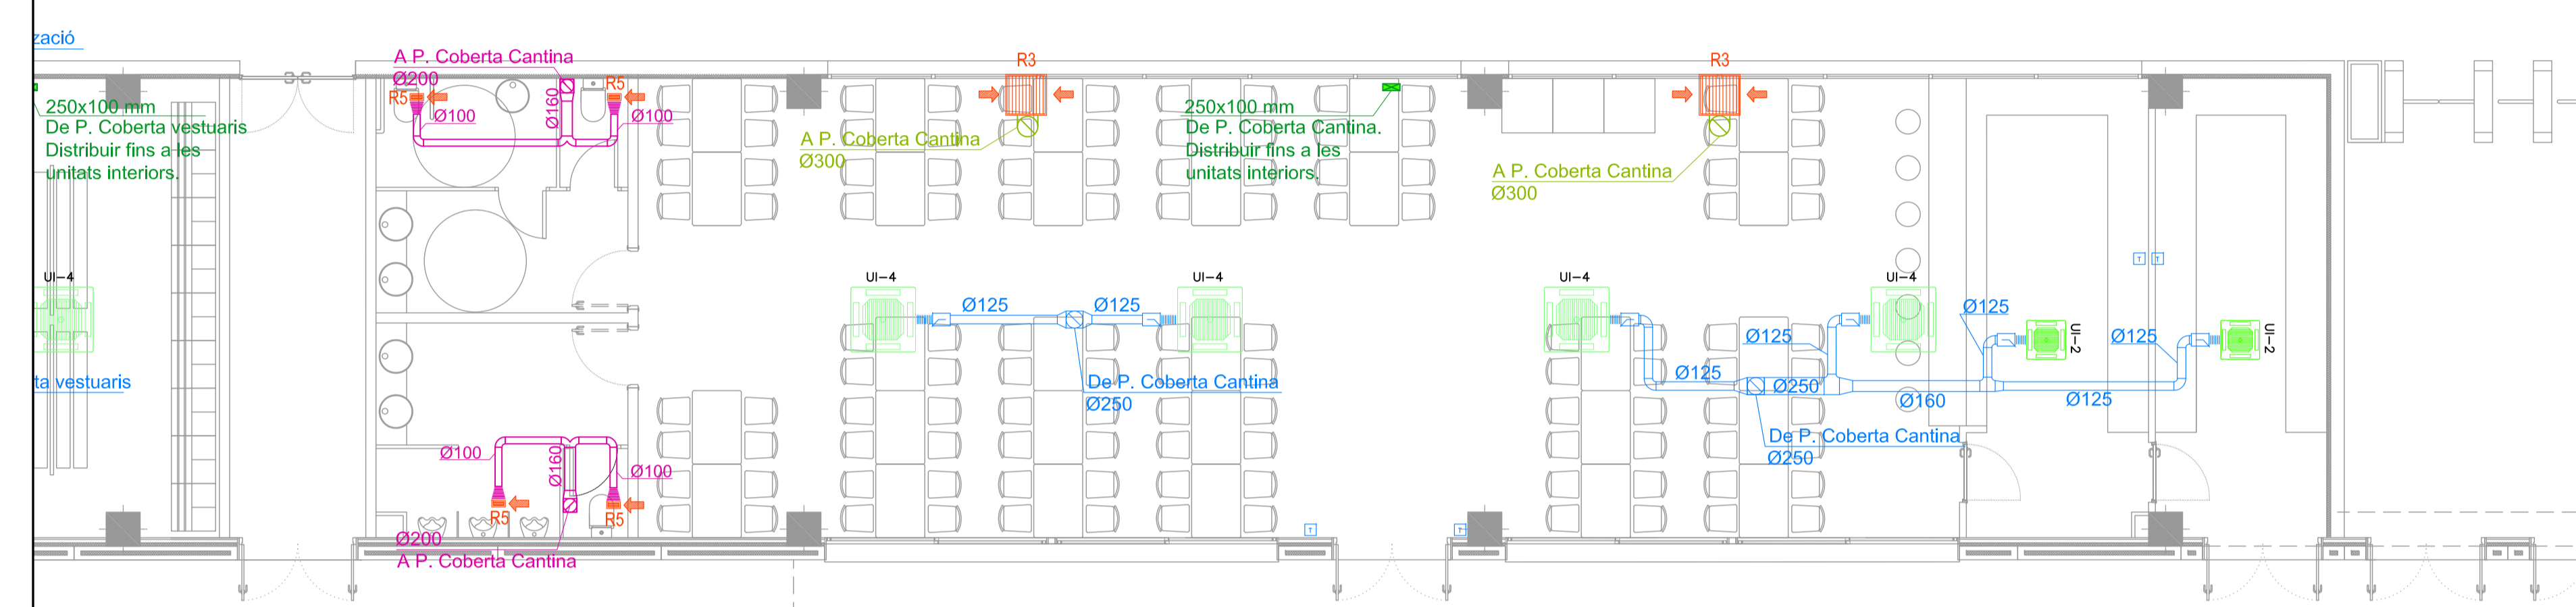 zació
A P. Coberta Cantina
Ø200
R5
Ø100
Ø160
R5
Ø100
250x100 mm
De P. Coberta vestuaris
Distribuir fins a les
unitats interiors.
R3
A P. Coberta Cantina
Ø300
250x100 mm
De P. Coberta Cantina.
Distribuir fins a les
unitats interiors.
R3
A P. Coberta Cantina
Ø300
T
T
UI-4
UI-4
Ø125
Ø125
UI-4
De P. Coberta Cantina
Ø250
UI-4
UI-4
Ø125
Ø125
Ø125
UI-2
Ø125
UI-2
Ø125
Ø250
Ø160
Ø125
De P. Coberta Cantina
Ø250
ta vestuaris
Ø100
Ø160
Ø100
R5
R5
Ø200
A P. Coberta Cantina
T
T